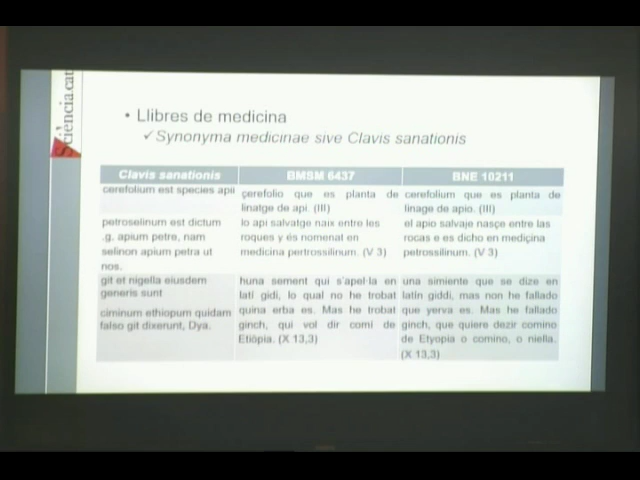 Sciència.cat
• Llibres de medicina
✓Synonyma medicinae sive Clavis sanationis
Clavis sanationis
BMSM 6437
BNE 10211
cerefolium est species apii
çerefolio que es planta de
linatge de api. (III)
cerefolium que es planta de
linage de apio. (III)
petroselinum est dictum
.g. apium petre, nam
selinon apium petra ut
nos.
lo api salvatge naix entre les
roques y és nomenat en
medicina pertrossilinum. (V 3)
el apio salvaje nasçe entre las
rocas e es dicho en mediçina
petrossilinum. (V 3)
git et nigella eiusdem
generis sunt
ciminum ethiopum quidam
falso git dixerunt, Dya.
huna sement qui s'apel·la en
latí gidi, lo qual no he trobat
quina erba es. Mas he trobat
ginch, qui vol dir comi de
Etiòpia. (X 13,3)
una simiente que se dize en
latin giddi, mas non he fallado
que yerva es. Mas he fallado
ginch, que quiere dezir comino
de Etyopia o comino, o niella.
(X 13,3)